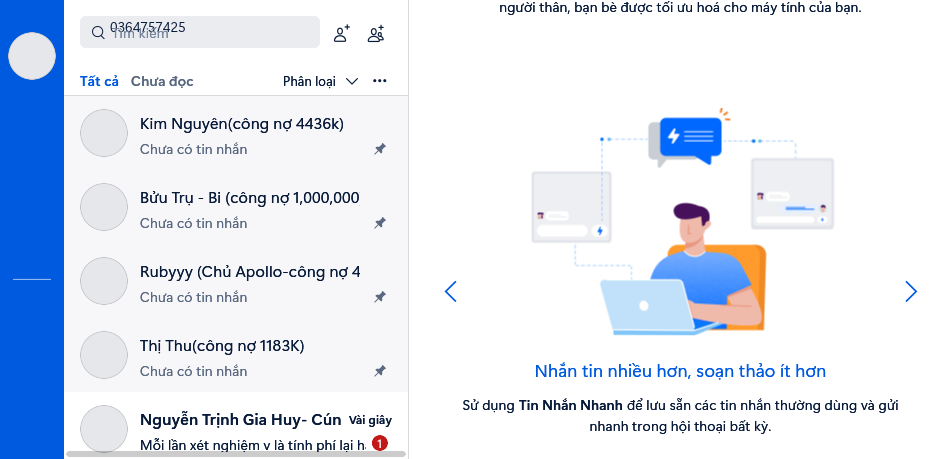 0364757425
Tìm kiếm
Tất cả Chưa đọc Phân loại
Kim Nguyên(công nợ 4436k)
Chưa có tin nhắn
Bửu Trụ - Bi (công nợ 1,000,000
Chưa có tin nhắn
Rubyyy (Chủ Apollo-công nợ 4
Chưa có tin nhắn
Thị Thu(công nợ 1183K)
Chưa có tin nhắn
Nguyễn Trịnh Gia Huy- Cún Vài giây
Mỗi lần xét nghiệm v là tính phí lại h 1
người thân, bạn bè được tối ưu hoá cho máy tính của bạn.
Nhắn tin nhiều hơn, soạn thảo ít hơn
Sử dụng Tin Nhắn Nhanh để lưu sẵn các tin nhắn thường dùng và gửi
nhanh trong hội thoại bất kỳ.